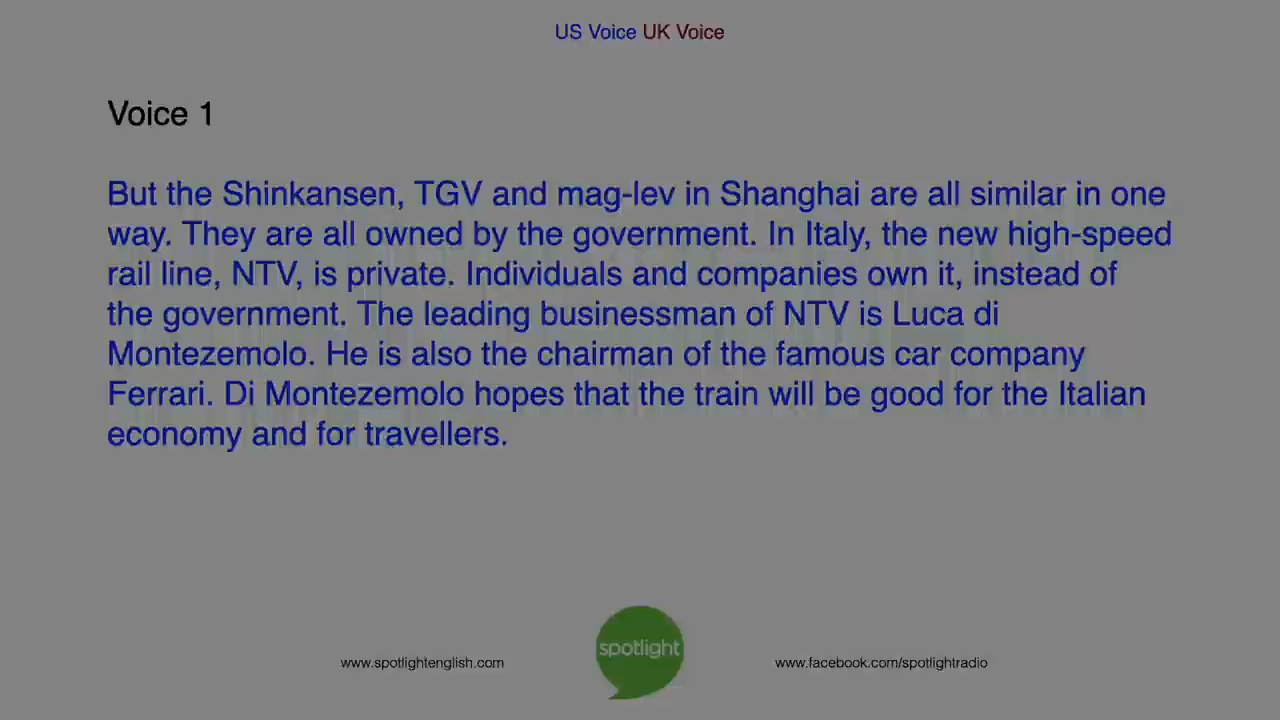 US Voice UK Voice
Voice 1
But the Shinkansen, TGV and mag-lev in Shanghai are all similar in one
way. They are all owned by the government. In Italy, the new high-speed
rail line, NTV, is private. Individuals and companies own it, instead of
the government. The leading businessman of NTV is Luca di
Montezemolo. He is also the chairman of the famous car company
Ferrari. Di Montezemolo hopes that the train will be good for the Italian
economy and for travellers.
spotlight
www.spotlightenglish.com
www.facebook.com/spotlightradio